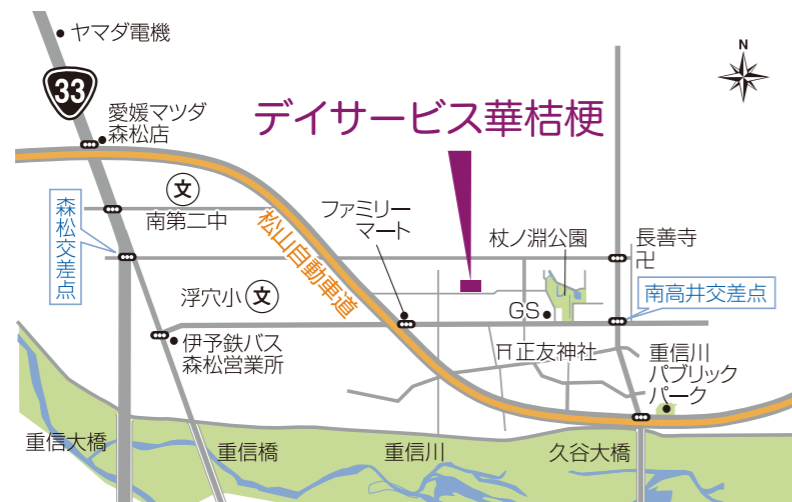 ヤマダ電機
N
33
愛媛マツダ
森松店
デイサービス華桔梗
文
南第二中
森松交差点
松山自動車道
ファミリー
マート
杖ノ淵公園
長善寺
卍
南高井交差点
浮穴小
文
GS
伊予鉄バス
森松営業所
正友神社
重信川
パブリック
パーク
重信大橋
重信橋
重信川
久谷大橋